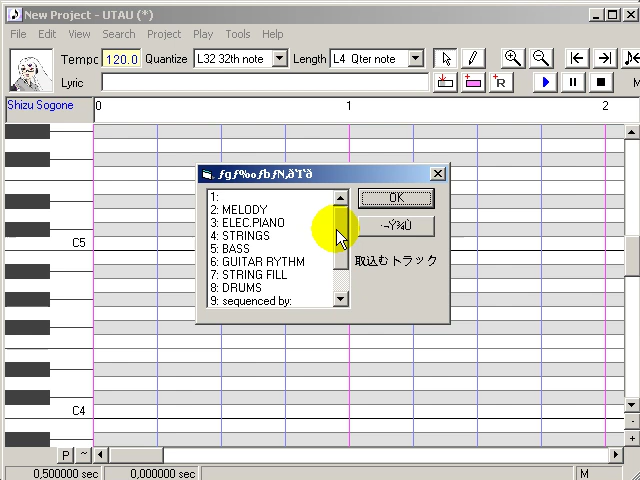 New Project - UTAU (*)
File Edit View Search Project Play Tools Help
Tempo 120.0 Quantize L32 32th note Length L4 Qter note
Lyric
R
M
Shizu Sogone
0 1 2
OK
1:
2: MELODY
3: ELEC.PIANO
4: STRINGS
5: BASS
6: GUITAR RYTHM
7: STRING FILL
8: DRUMS
9: sequenced by:
取込むトラック
C5
C4
P ~
0,500000 sec 0,000000 sec M